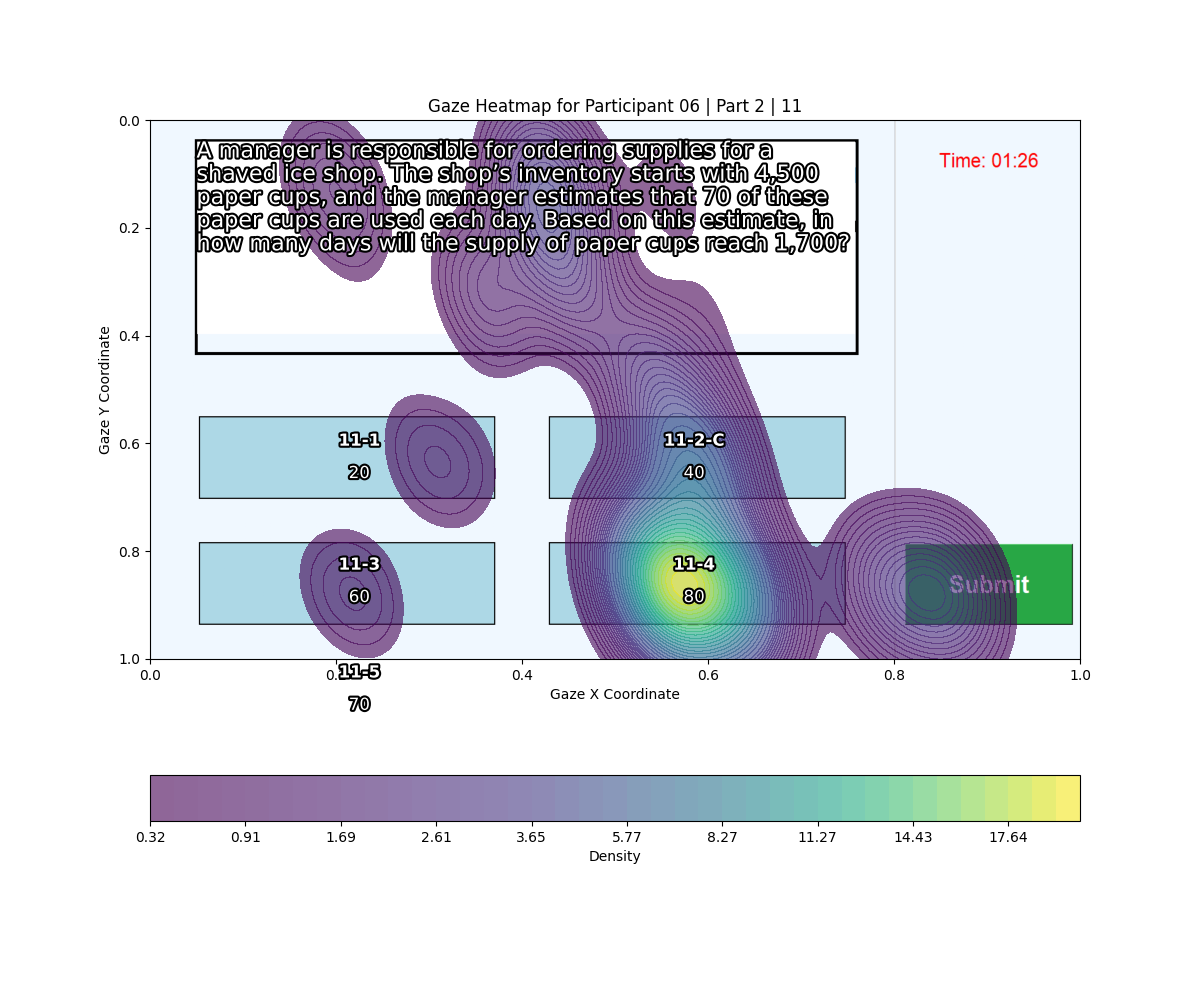 Gaze Heatmap for Participant 06 | Part 2 | 11
0.0
0.2
0.4
0.6
0.8
1.0
Gaze Y Coordinate
A manager is responsible for ordering supplies for a
shaved ice shop. The shop's inventory starts with 4,500
paper cups, and the manager estimates that 70 of these
paper cups are used each day. Based on this estimate, in
how many days will the supply of paper cups reach 1,700?
Time: 01:26
11-1
20
11-2-C
40
11-3
60
11-4
80
Submit
11-5
70
0.0
0.4
0.6
0.8
1.0
Gaze X Coordinate
0.32
0.91
1.69
2.61
3.65
5.77
8.27
11.27
14.43
17.64
Density